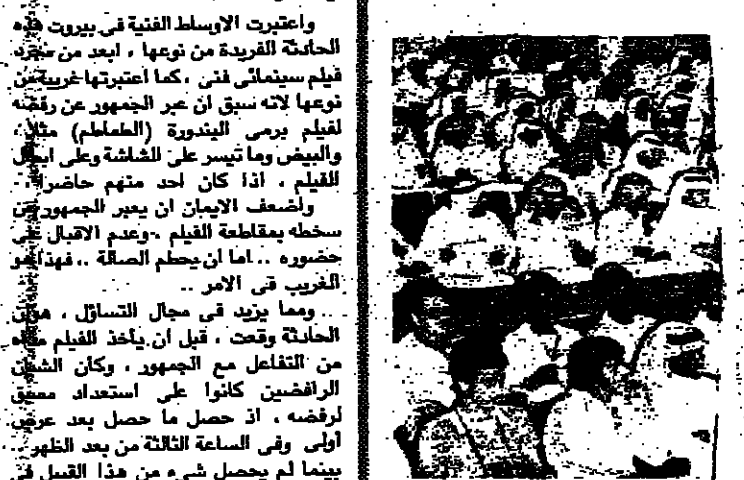 واعتبرت الاوساط الفنية في بيروت هذه
الحادثة الفريدة من نوعها ، ابعد من مجرد
فيلم سينمائي فني ، كما اعتبرتها غريبة من
نوعها لانه سبق ان عبر الجمهور عن رفضه
لفيلم برمي البندورة (الطماطم) مثلا ،
والبيض وما تيسر على الشاشة وعلى ابطال
الفيلم ، اذا كان احد منهم حاضرا .
واضعف الايمان ان يعبر الجمهور عن
سخطه بمقاطعة الفيلم ، وعدم الاقبال على
حضوره .. اما ان يحطم الصالة .. فهذا هو
الغريب في الامر ..
.. ومما يزيد في مجال التساؤل ، هو ان
الحادثة وقعت ، قبل ان يأخذ الفيلم مداه
من التفاعل مع الجمهور ، وكأن الشبان
الرافضين كانوا على استعداد مسبق
لرفضه ، اذ حصل ما حصل بعد عرض
اولى وفي الساعة الثالثة من بعد الظهر ..
بينما لم يحصل شيء من هذا القبيل في